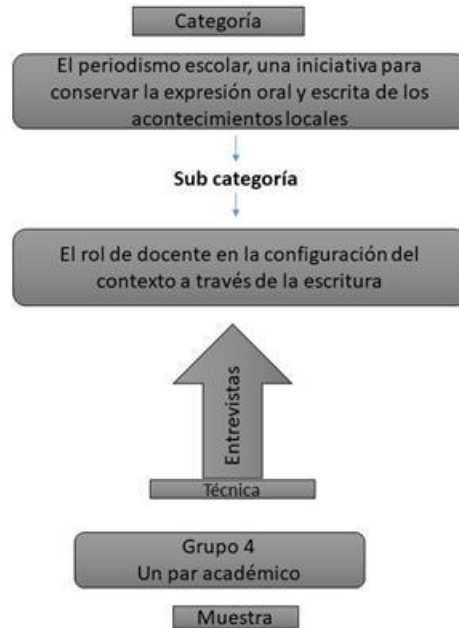 Categoría
El periodismo escolar, una iniciativa para
conservar la expresión oral y escrita de los
acontecimientos locales
Sub categoría
El rol de docente en la configuración del
contexto a través de la escritura
Entrevistas
Técnica
Grupo 4
Un par académico
Muestra